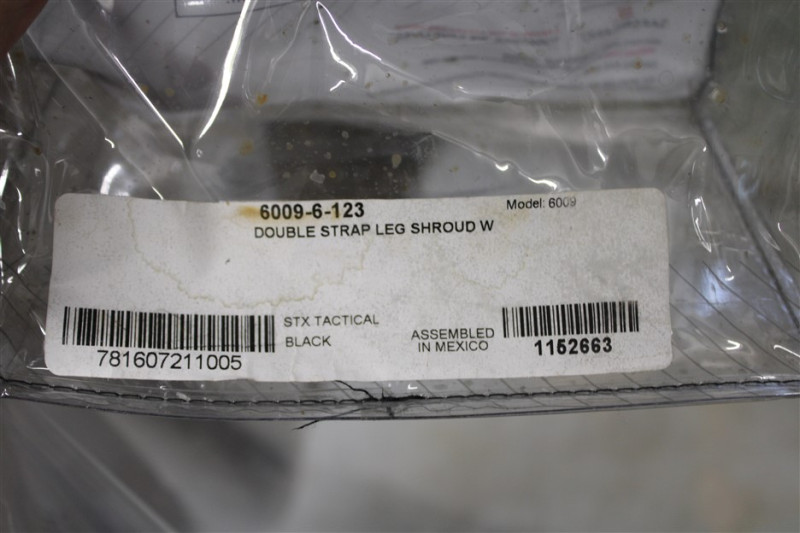 6009-6-123
Model: 6009
DOUBLE STRAP LEG SHROUD W
STX TACTICAL
BLACK
781607211005
ASSEMBLED
IN MEXICO
1152663